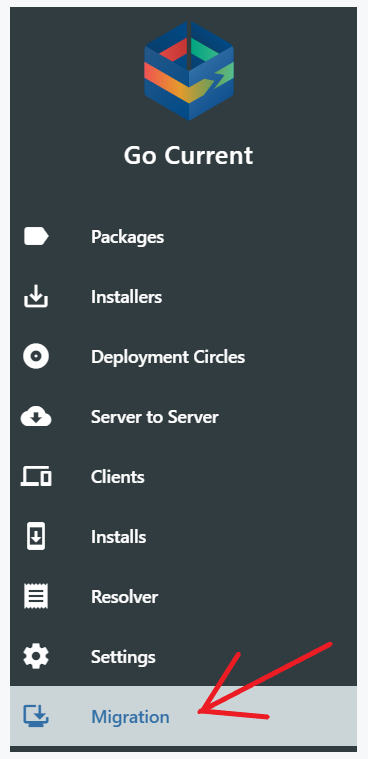 Go Current
Packages
Installers
Deployment Circles
Server to Server
Clients
Installs
Resolver
Settings
Migration